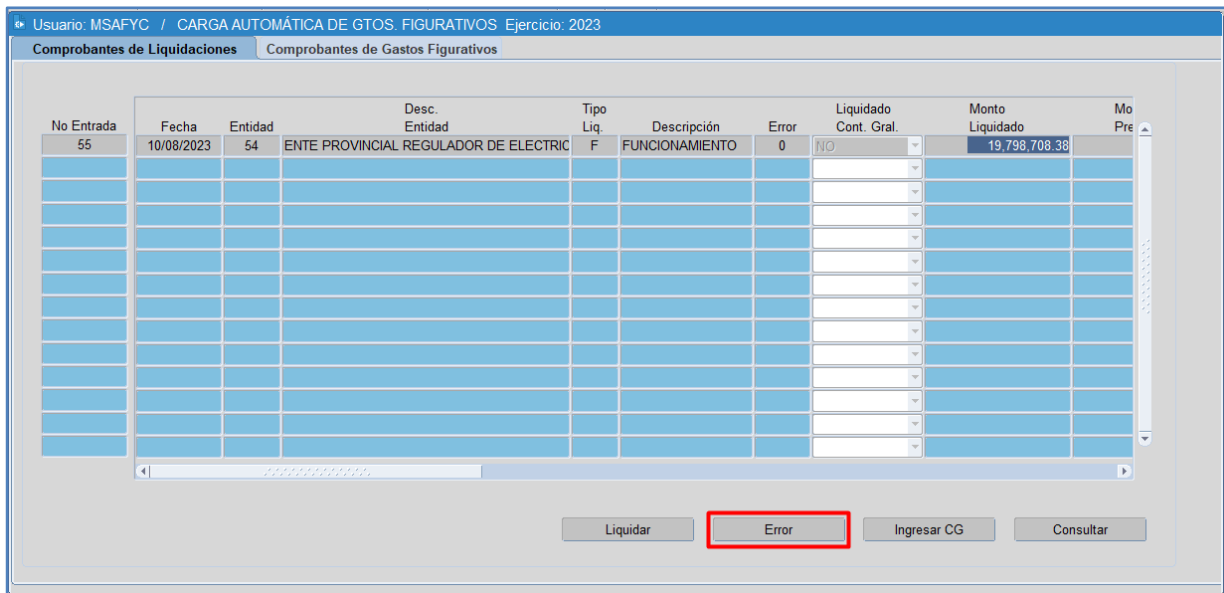 Usuario: MSAFYC / CARGA AUTOMÁTICA DE GTOS. FIGURATIVOS Ejercicio: 2023
Comprobantes de Liquidaciones Comprobantes de Gastos Figurativos
Desc. Tipo Liquidado Monto Mo
No Entrada Fecha Entidad Entidad Liq. Descripción Error Cont. Gral. Liquidado Pre
55 10/08/2023 54 ENTE PROVINCIAL REGULADOR DE ELECTRIC F FUNCIONAMIENTO 0 NO 19,798,708.38
Liquidar Error Ingresar CG Consultar